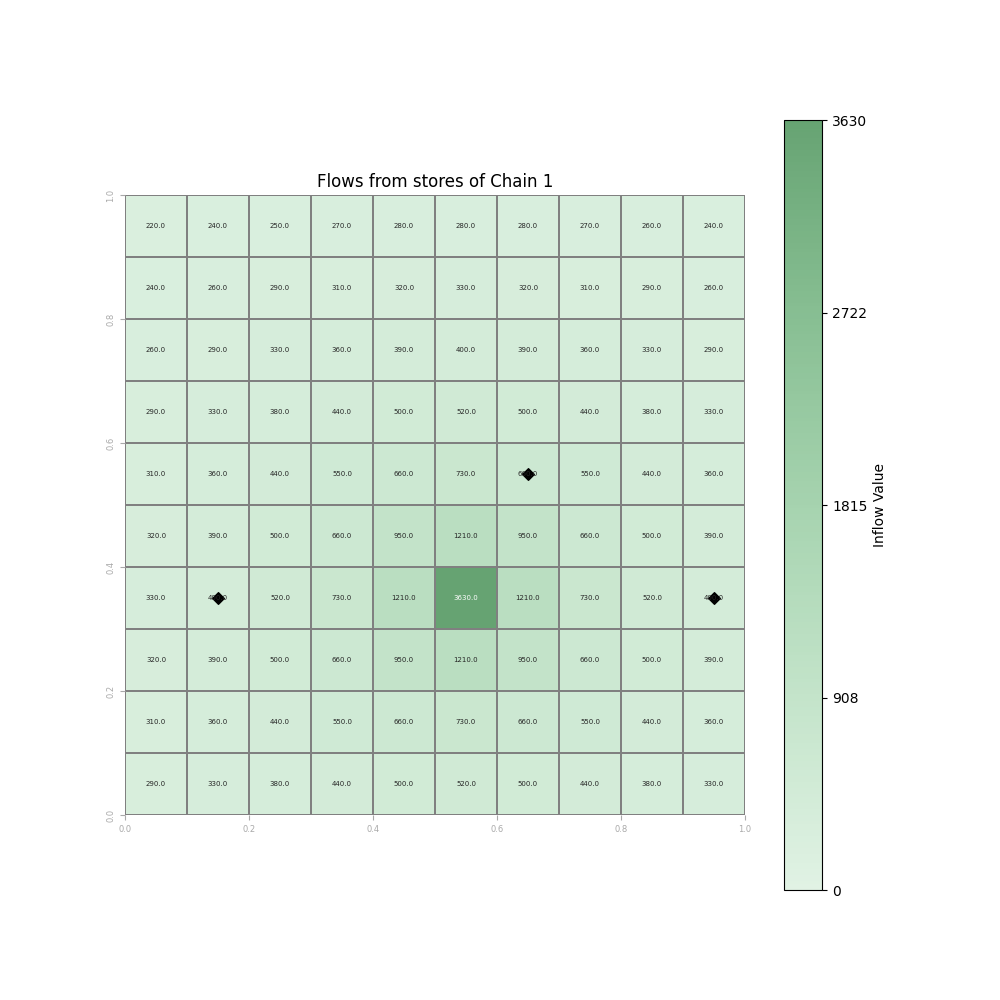 Flows from stores of Chain 1
220.0 240.0 250.0 270.0 280.0 280.0 280.0 270.0 260.0 240.0
240.0 260.0 290.0 310.0 320.0 330.0 320.0 310.0 290.0 260.0
260.0 290.0 330.0 360.0 390.0 400.0 390.0 360.0 330.0 290.0
290.0 330.0 380.0 440.0 500.0 520.0 500.0 440.0 380.0 330.0
310.0 360.0 440.0 550.0 660.0 730.0 550.0 440.0 360.0
320.0 390.0 500.0 660.0 950.0 1210.0 950.0 660.0 500.0 390.0
330.0 520.0 730.0 1210.0 3630.0 1210.0 730.0 520.0
320.0 390.0 500.0 660.0 950.0 1210.0 950.0 660.0 500.0 390.0
310.0 360.0 440.0 550.0 660.0 730.0 660.0 550.0 440.0 360.0
290.0 330.0 380.0 440.0 500.0 520.0 500.0 440.0 380.0 330.0
1.0
0.8
0.6
0.4
0.2
0.0
0.0 0.2 0.4 0.6 0.8 1.0
3630
2722
1815
908
0
Inflow Value